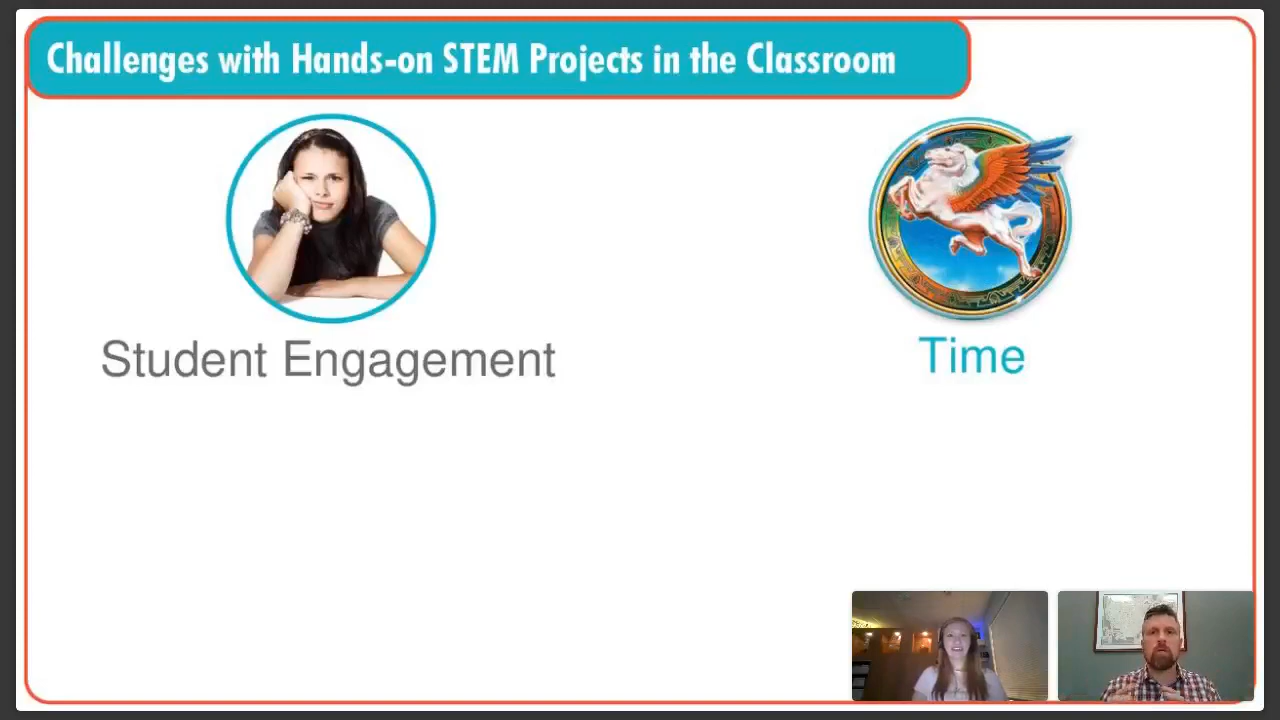 Challenges with Hands-on STEM Projects in the Classroom
Student Engagement
Time